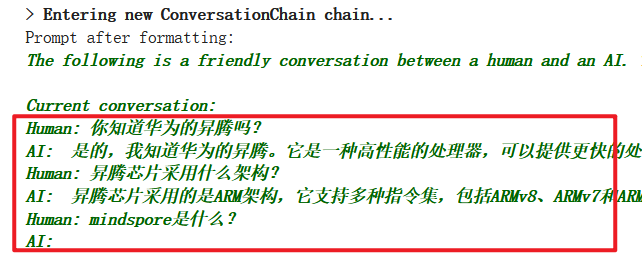 > Entering new ConversationChain chain...
Prompt after formatting:
The following is a friendly conversation between a human and an AI.
Current conversation:
Human: 你知道华为的昇腾吗？
AI:  是的，我知道华为的昇腾。它是一种高性能的处理器，可以提供更快的处
Human: 昇腾芯片采用什么架构？
AI:  昇腾芯片采用的是ARM架构，它支持多种指令集，包括ARMv8、ARMv7和ARM
Human: mindspore是什么？
AI: